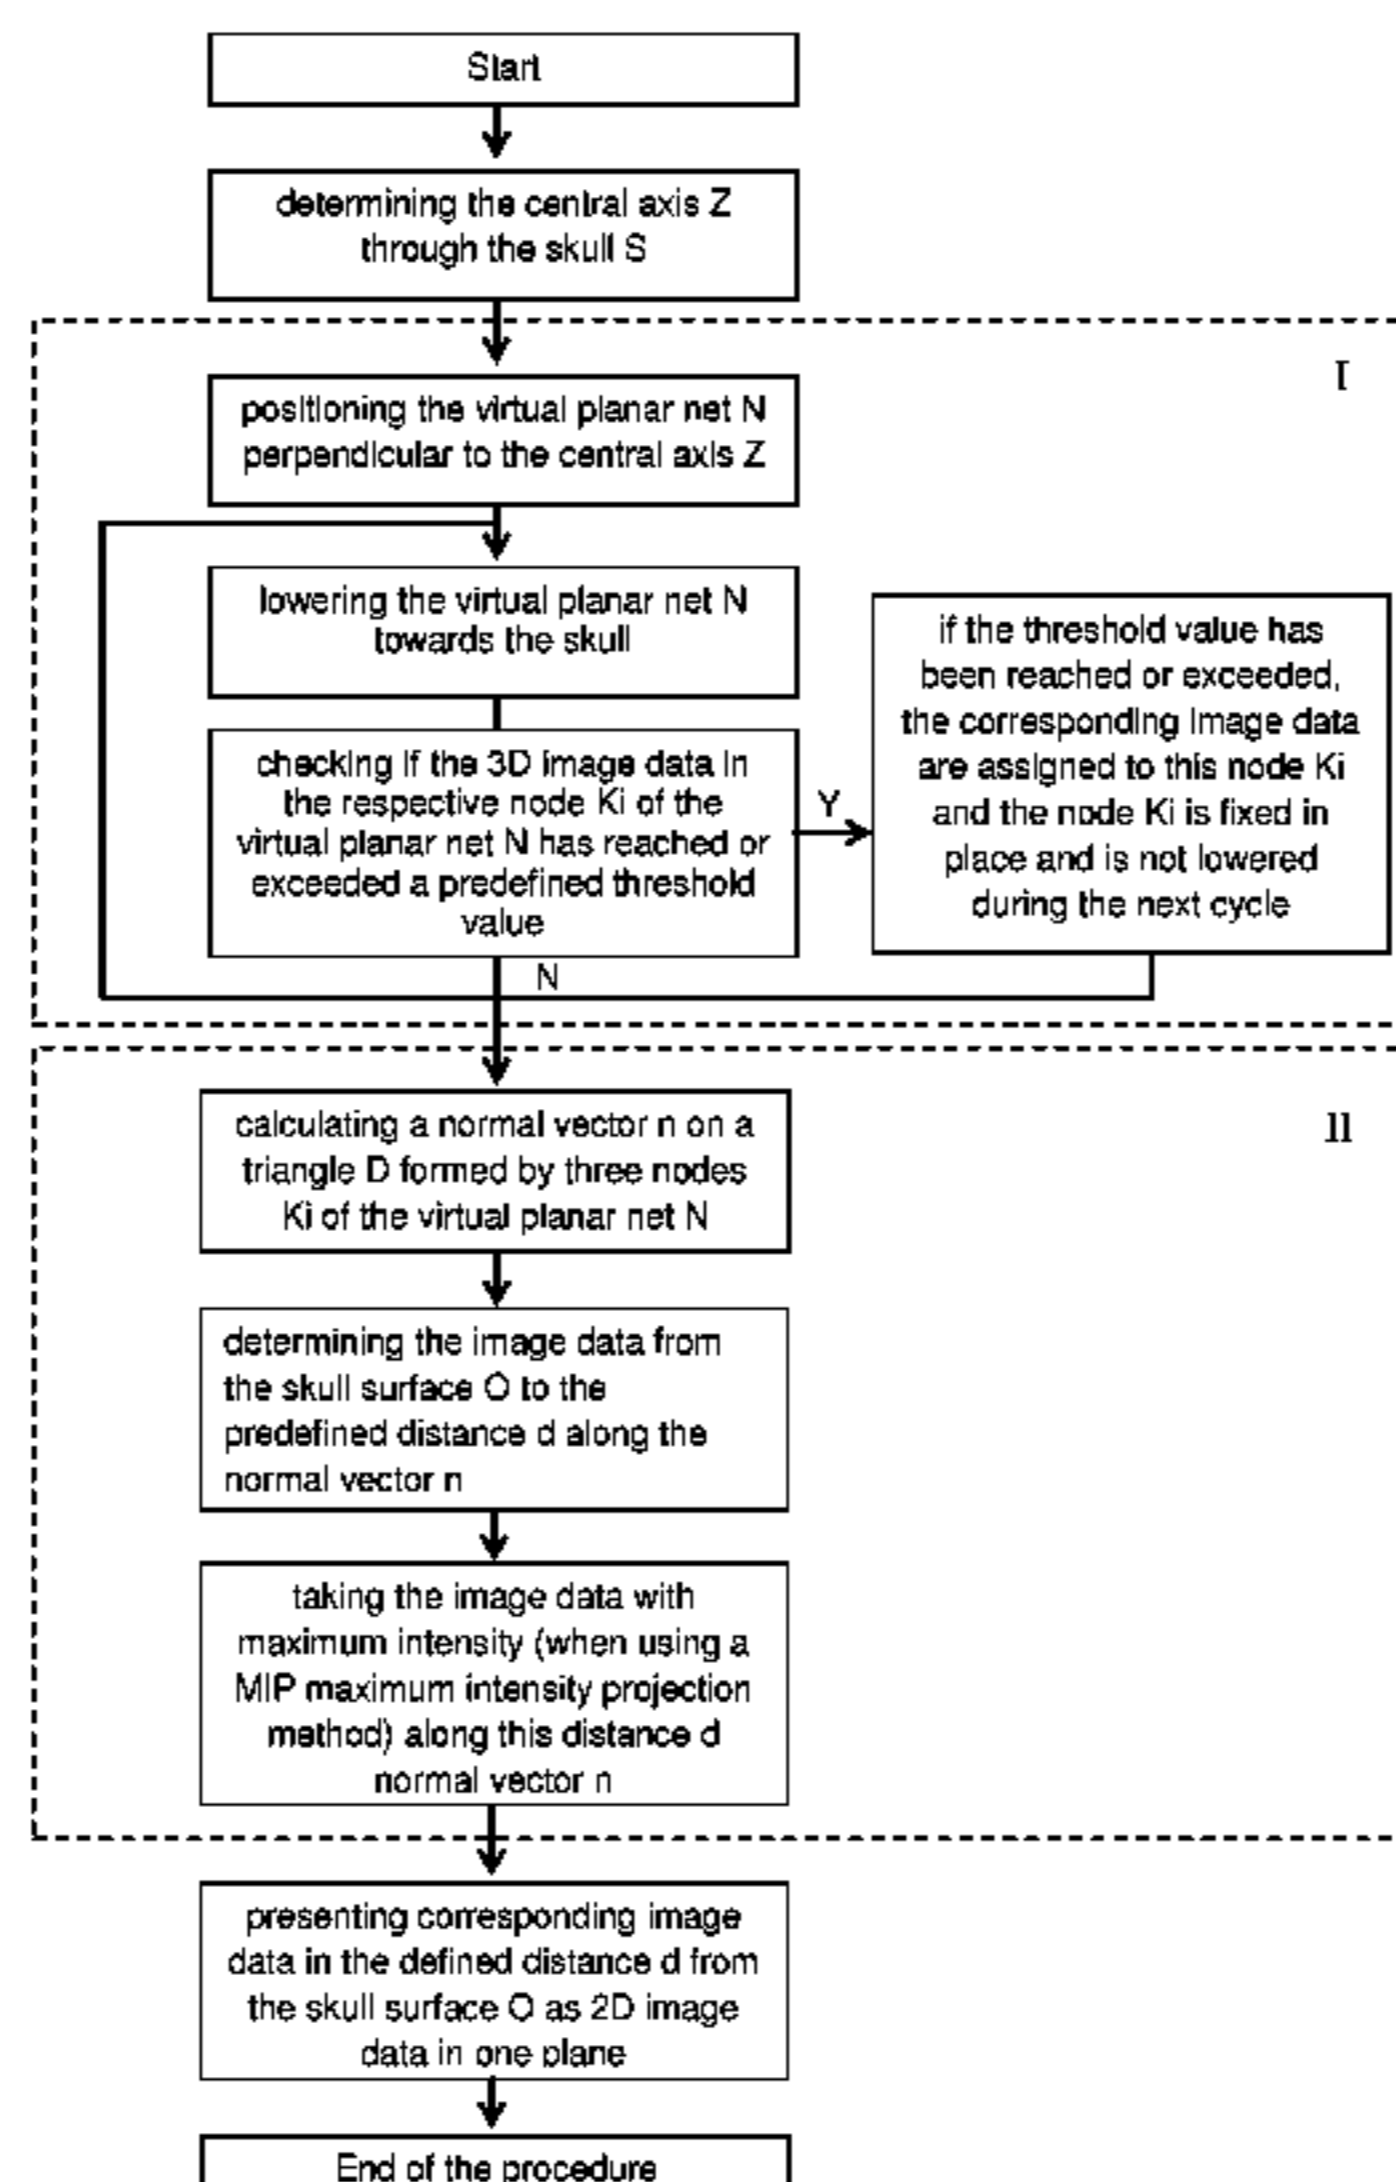 Start
determining the central axis Z
through the skull S
I
positioning the virtual planar net N
perpendicular to the central axis Z
lowering the virtual planar net N
towards the skull
checking if the 3D image data in
the respective node Ki of the
virtual planar net N has reached or
exceeded a predefined threshold
value
Y
if the threshold value has
been reached or exceeded,
the corresponding image data
are assigned to this node Ki
and the node Ki is fixed in
place and is not lowered
during the next cycle
N
II
calculating a normal vector n on a
triangle D formed by three nodes
Ki of the virtual planar net N
determining the image data from
the skull surface O to the
predefined distance d along the
normal vector n
taking the image data with
maximum intensity (when using a
MIP maximum intensity projection
method) along this distance d
normal vector n
presenting corresponding image
data in the defined distance d from
the skull surface O as 2D image
data in one plane
End of the procedure